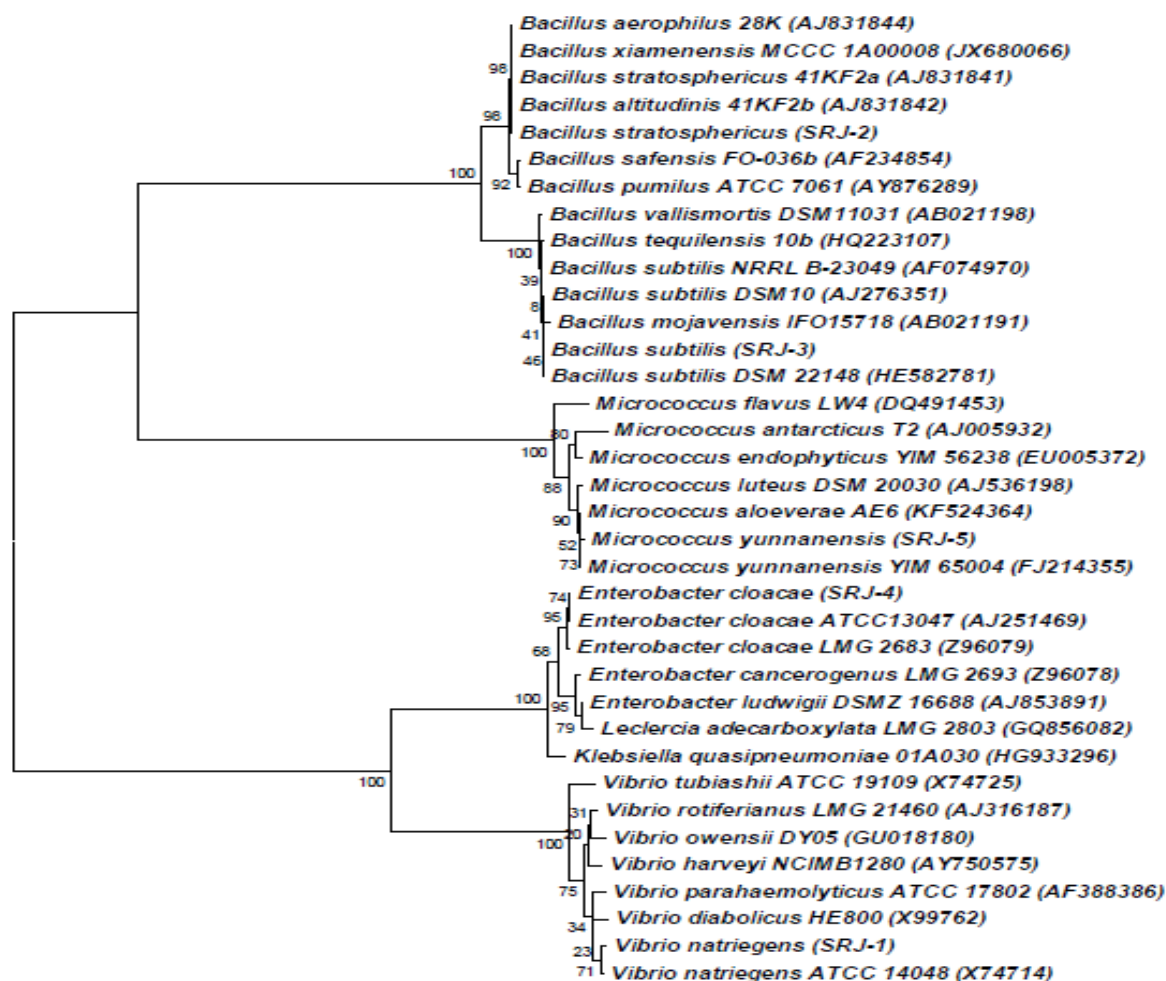 Bacillus aerophilus 28K (AJ831844)
Bacillus xiamenensis MCCC 1A00008 (JX680066)
98
Bacillus stratosphericus 41KF2a (AJ831841)
Bacillus altitudinis 41KF2b (AJ831842)
98
Bacillus stratosphericus (SRJ-2)
Bacillus safensis FO-036b (AF234854)
100
92
Bacillus pumilus ATCC 7061 (AY876289)
Bacillus vallismortis DSM11031 (AB021198)
Bacillus tequilensis 10b (HQ223107)
100
Bacillus subtilis NRRL B-23049 (AF074970)
39
Bacillus subtilis DSM10 (AJ276351)
8
Bacillus mojavensis IFO15718 (AB021191)
41
Bacillus subtilis (SRJ-3)
46
Bacillus subtilis DSM 22148 (HE582781)
Micrococcus flavus LW4 (DQ491453)
80
Micrococcus antarcticus T2 (AJ005932)
100
Micrococcus endophyticus YIM 56238 (EU005372)
88
Micrococcus luteus DSM 20030 (AJ536198)
Micrococcus aloeverae AE6 (KF524364)
90
Micrococcus yunnanensis (SRJ-5)
52
73
Micrococcus yunnanensis YIM 65004 (FJ214355)
74
Enterobacter cloacae (SRJ-4)
95
Enterobacter cloacae ATCC13047 (AJ251469)
68
Enterobacter cloacae LMG 2683 (Z96079)
Enterobacter cancerogenus LMG 2693 (Z96078)
100
95
Enterobacter ludwigii DSMZ 16688 (AJ853891)
79
Leclercia adecarboxylata LMG 2803 (GQ856082)
Klebsiella quasipneumoniae 01A030 (HG933296)
100
Vibrio tubiashii ATCC 19109 (X74725)
31
Vibrio rotiferianus LMG 21460 (AJ316187)
20
100
Vibrio owensii DY05 (GU018180)
Vibrio harveyi NCIMB1280 (AY750575)
75
Vibrio parahaemolyticus ATCC 17802 (AF388386)
34
Vibrio diabolicus HE800 (X99762)
23
Vibrio natriegens (SRJ-1)
71
Vibrio natriegens ATCC 14048 (X74714)